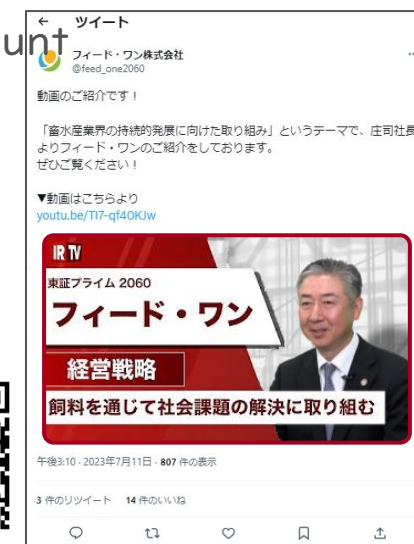 unt
← ツイート
フィード・ワン株式会社
@feed_one2060
動画のご紹介です！
「畜水産業界の持続的発展に向けた取り組み」というテーマで、庄司社長
よりフィード・ワンのご紹介をしております。
ぜひご覧ください！
▼動画はこちらより
youtu.be/TI7-qf40KJw
IR TV
東証プライム 2060
フィード・ワン
経営戦略
飼料を通じて社会課題の解決に取り組む
午後3:10 · 2023年7月11日 · 807 件の表示
3 件のリツイート 14 件のいいね